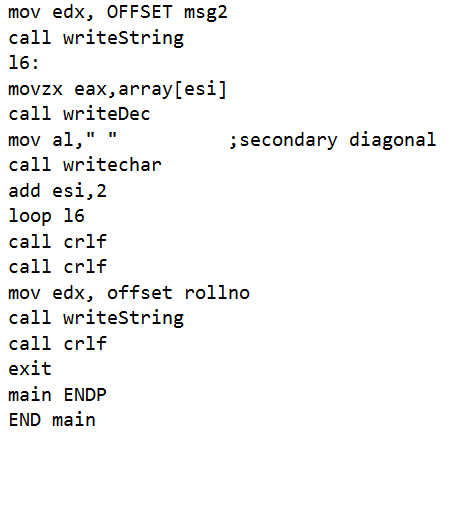 mov edx, OFFSET msg2
call writeString
l6:
movzx eax,array[esi]
call writeDec
mov al," " ;secondary diagonal
call writechar
add esi,2
loop l6
call crlf
call crlf
mov edx, offset rollno
call writeString
call crlf
exit
main ENDP
END main